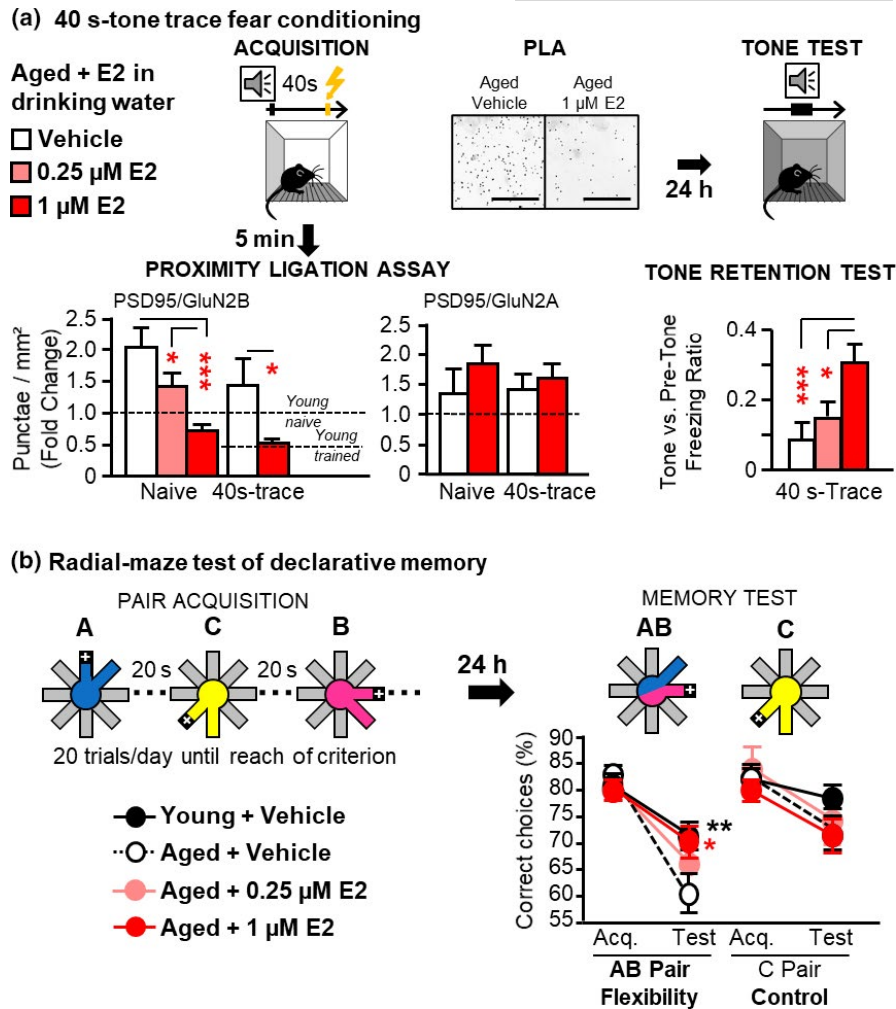 (a) 40 s-tone trace fear conditioning
ACQUISITION
PLA
TONE TEST
Aged + E2 in
drinking water
Vehicle
0.25 µM E2
1 µM E2
40s
Aged
Vehicle
Aged
1 µM E2
24 h
5 min
PROXIMITY LIGATION ASSAY
TONE RETENTION TEST
PSD95/GluN2B
Punctae / mm²
(Fold Change)
2.5
2.0
1.5
1.0
0.5
0
*
***
*
Young
naive
Young
trained
Naive 40s-trace
PSD95/GluN2A
2.5
2.0
1.5
1.0
0.5
0
Naive 40s-trace
Tone vs. Pre-Tone
Freezing Ratio
0.4
0.2
0
***
*
40 s-Trace
(b) Radial-maze test of declarative memory
PAIR ACQUISITION
A
C
B
20 s
20 s
20 trials/day until reach of criterion
24 h
MEMORY TEST
AB
C
Young + Vehicle
Aged + Vehicle
Aged + 0.25 µM E2
Aged + 1 µM E2
Correct choices (%)
90
85
80
75
70
65
60
55
**
*
Acq. Test Acq. Test
AB Pair
Flexibility
C Pair
Control